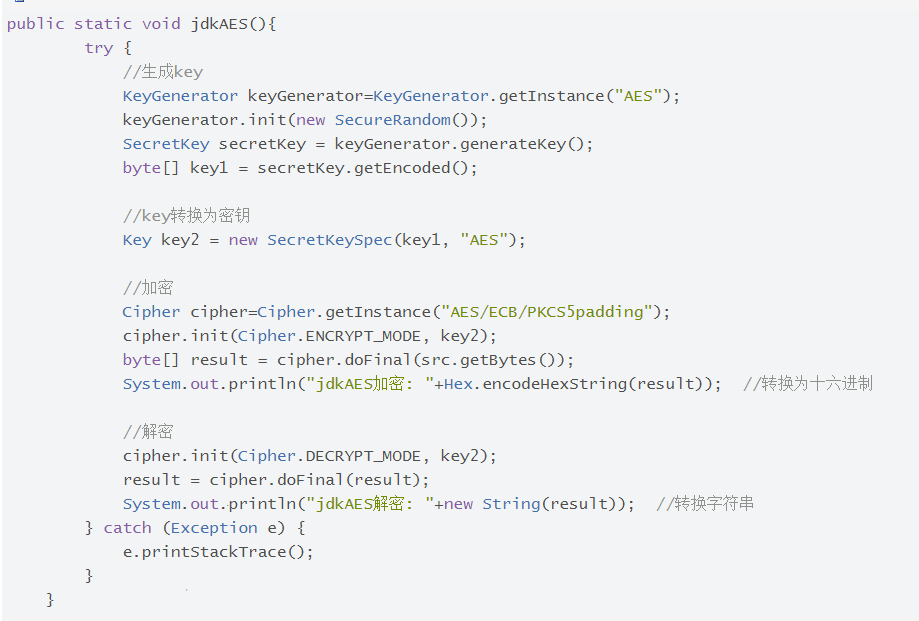 public static void jdkAES(){
        try {
            //生成key
            KeyGenerator keyGenerator=KeyGenerator.getInstance("AES");
            keyGenerator.init(new SecureRandom());
            SecretKey secretKey = keyGenerator.generateKey();
            byte[] key1 = secretKey.getEncoded();

            //key转换为密钥
            Key key2 = new SecretKeySpec(key1, "AES");

            //加密
            Cipher cipher=Cipher.getInstance("AES/ECB/PKCS5padding");
            cipher.init(Cipher.ENCRYPT_MODE, key2);
            byte[] result = cipher.doFinal(src.getBytes());
            System.out.println("jdkAES加密: "+Hex.encodeHexString(result));  //转换为十六进制

            //解密
            cipher.init(Cipher.DECRYPT_MODE, key2);
            result = cipher.doFinal(result);
            System.out.println("jdkAES解密: "+new String(result));  //转换字符串
        } catch (Exception e) {
            e.printStackTrace();
        }
    }